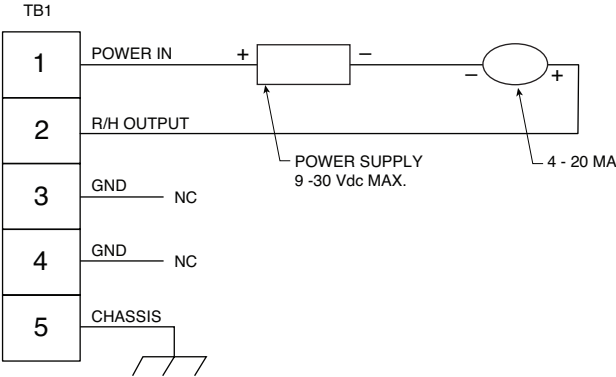 TB1
1 POWER IN + – – +
2 R/H OUTPUT
POWER SUPPLY
9 -30 Vdc MAX.
4 - 20 MA
3 GND NC
4 GND NC
5 CHASSIS